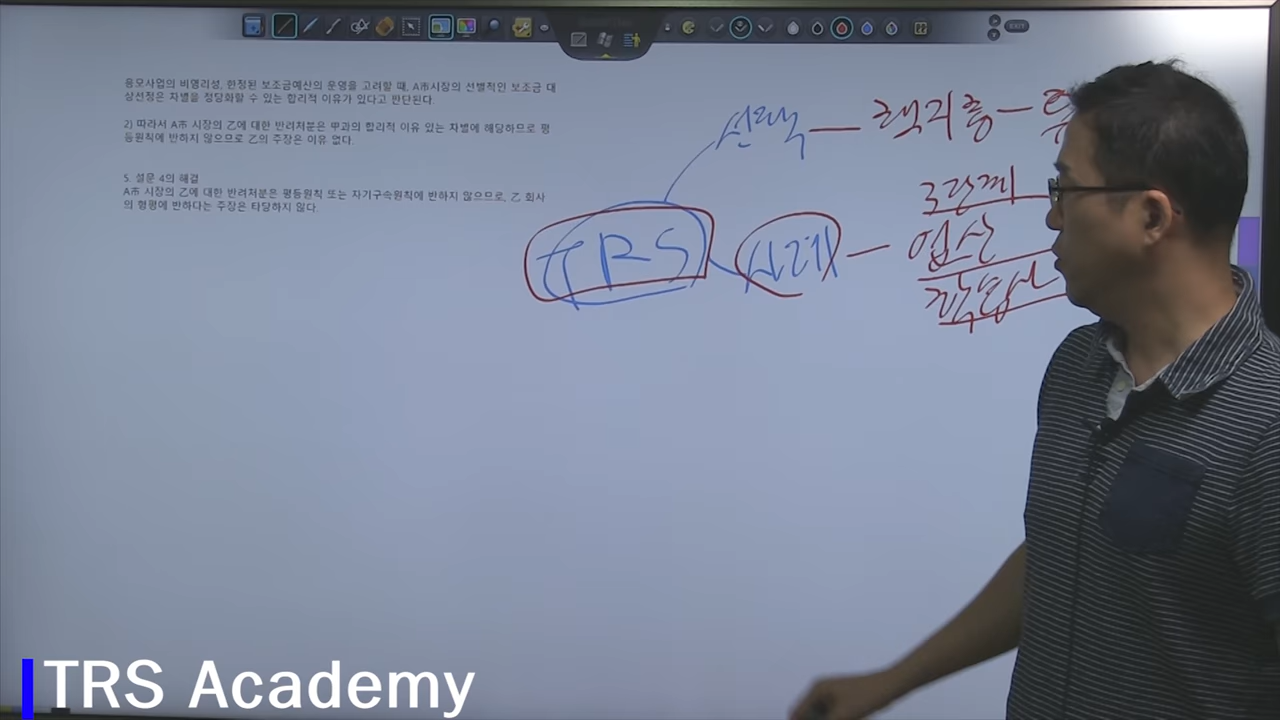 응모사업의 비영리성, 한정된 보조금예산의 운영을 고려할 때, A市시장의 선별적인 보조금 대
상선정은 차별을 정당화할 수 있는 합리적 이유가 있다고 판단된다.
2) 따라서 A市 시장의 乙에 대한 반려처분은 甲과의 합리적 이유 있는 차별에 해당하므로 평
등원칙에 반하지 않으므로 乙의 주장은 이유 없다.
5. 설문 4의 해결
A市 시장의 乙에 대한 반려처분은 평등원칙 또는 자기구속원칙에 반하지 않으므로, 乙 회사
의 형평에 반하다는 주장은 타당하지 않다.
EXIT
선택 — 책지층 —
3단계
TRS 사례 —
TRS Academy